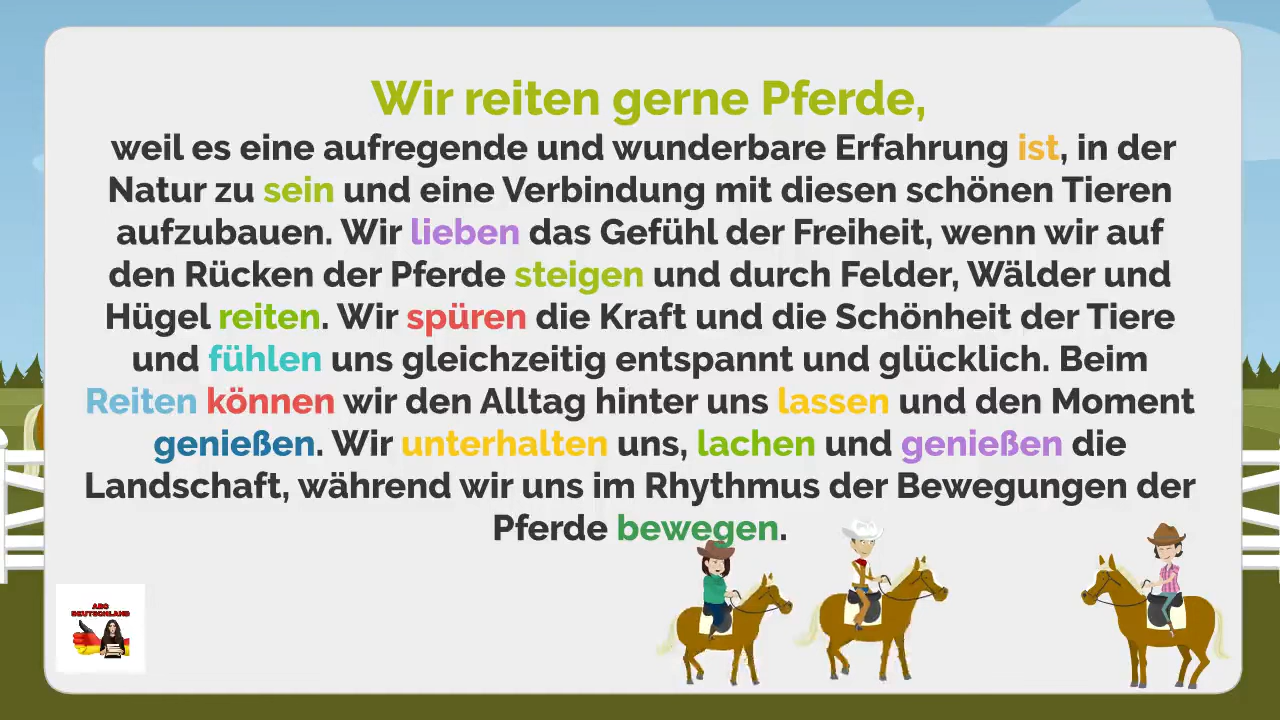 Wir reiten gerne Pferde,
weil es eine aufregende und wunderbare Erfahrung ist, in der
Natur zu sein und eine Verbindung mit diesen schönen Tieren
aufzubauen. Wir lieben das Gefühl der Freiheit, wenn wir auf
den Rücken der Pferde steigen und durch Felder, Wälder und
Hügel reiten. Wir spüren die Kraft und die Schönheit der Tiere
und fühlen uns gleichzeitig entspannt und glücklich. Beim
Reiten können wir den Alltag hinter uns lassen und den Moment
genießen. Wir unterhalten uns, lachen und genießen die
Landschaft, während wir uns im Rhythmus der Bewegungen der
Pferde bewegen.
ABC
DEUTSCHLAND